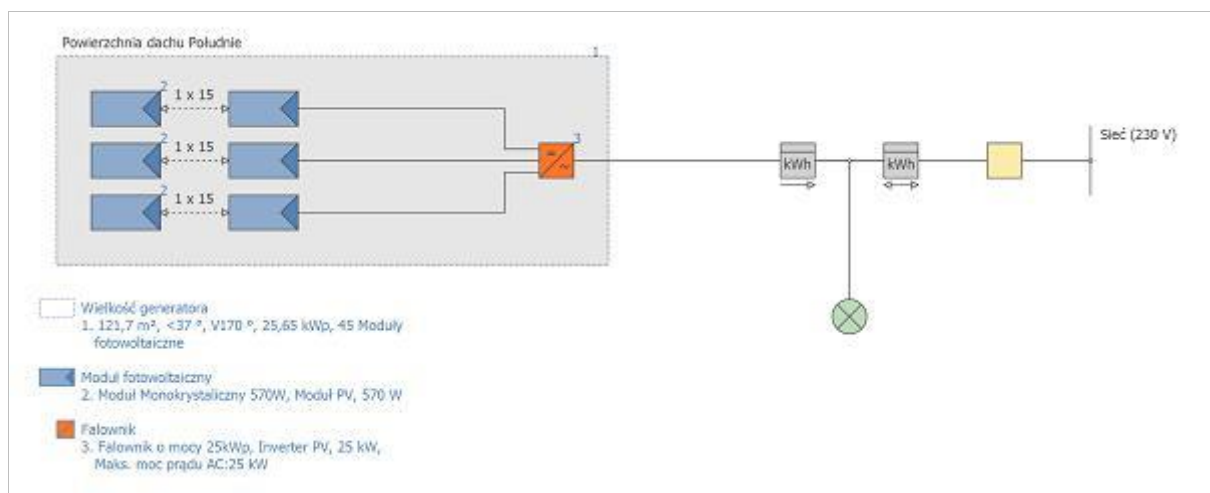 Powierzchnia dachu Południe
1
2
1 x 15
2
1 x 15
3
2
1 x 15
kWh
kWh
Sieć (230 V)
Wielkość generatora
1. 121,7 m², <37 °, V170 °, 25,65 kWp, 45 Moduły
fotowoltaiczne
Moduł fotowoltaiczny
2. Moduł Monokrystaliczny 570W, Moduł PV, 570 W
Falownik
3. Falownik o mocy 25kWp, Inverter PV, 25 kW,
Maks. moc prądu AC:25 kW